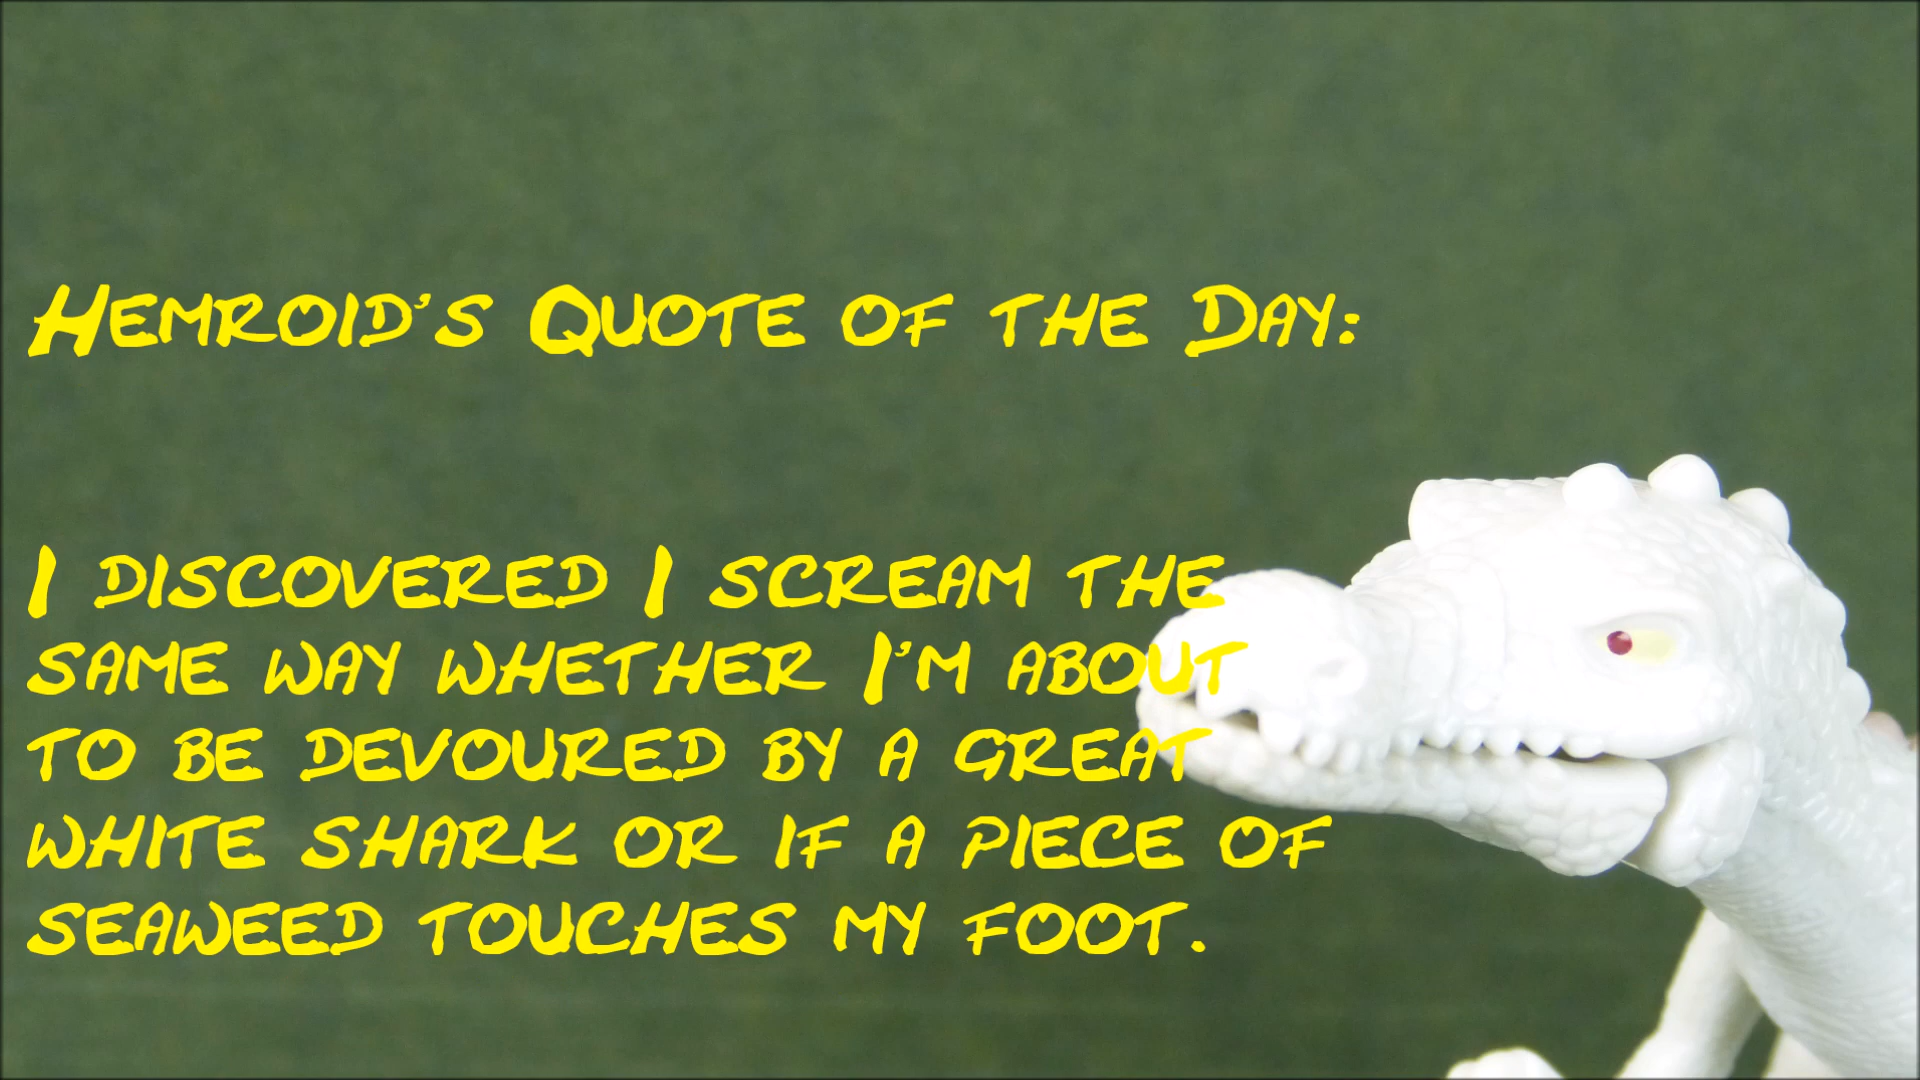 Hemroid's Quote of the Day:
I discovered I scream the
same way whether I'm about
to be devoured by a great
white shark or if a piece of
seaweed touches my foot.